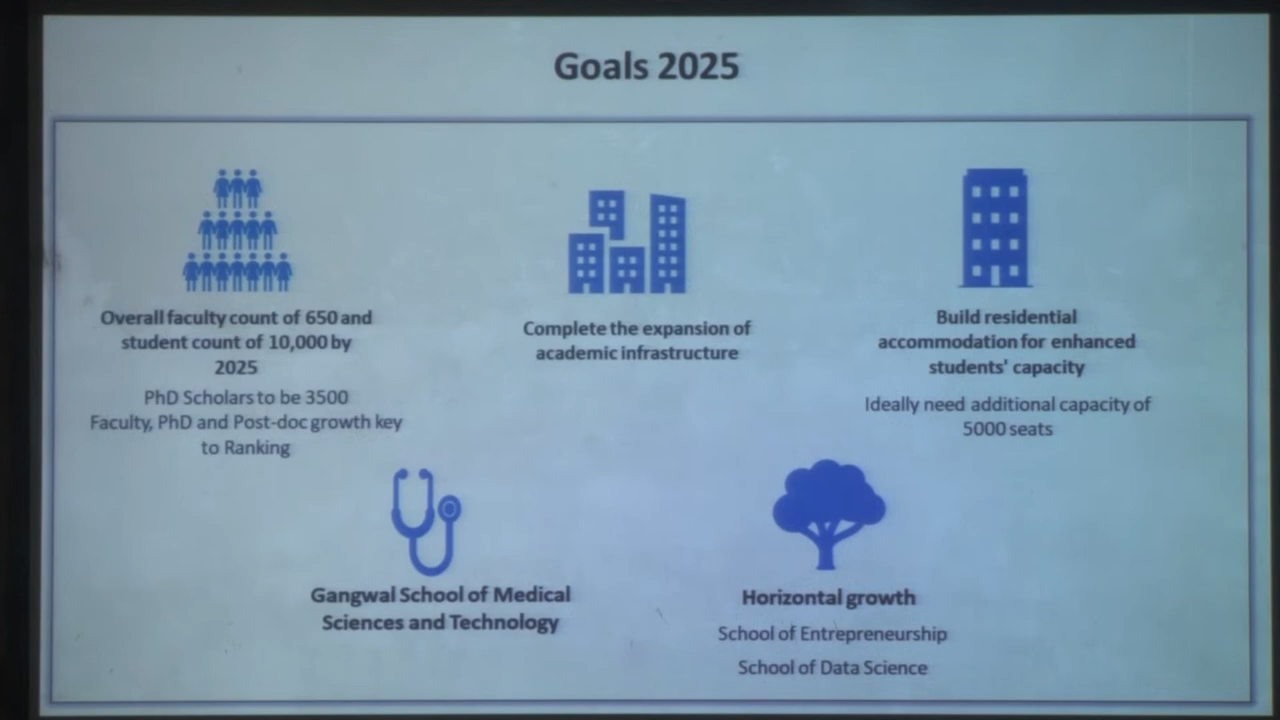 Goals 2025
Overall faculty count of 650 and
student count of 10,000 by
2025
PhD Scholars to be 3500
Faculty, PhD and Post-doc growth key
to Ranking
Complete the expansion of
academic infrastructure
Build residential
accommodation for enhanced
students' capacity
Ideally need additional capacity of
5000 seats
Gangwal School of Medical
Sciences and Technology
Horizontal growth
School of Entrepreneurship
School of Data Science